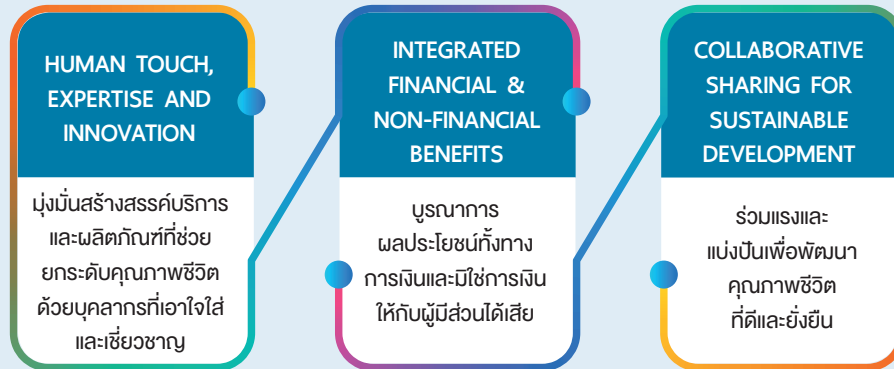 HUMAN TOUCH,
EXPERTISE AND
INNOVATION
มุ่งมั่นสร้างสรรค์บริการ
และผลิตภัณฑ์ที่ช่วย
ยกระดับคุณภาพชีวิต
ด้วยบุคลากรที่เอาใจใส่
และเชี่ยวชาญ
INTEGRATED
FINANCIAL &
NON-FINANCIAL
BENEFITS
บูรณาการ
ผลประโยชน์ทั้งทาง
การเงินและมิใช่การเงิน
ให้กับผู้มีส่วนได้เสีย
COLLABORATIVE
SHARING FOR
SUSTAINABLE
DEVELOPMENT
ร่วมแรงและ
แบ่งปันเพื่อพัฒนา
คุณภาพชีวิต
ที่ดีและยั่งยืน